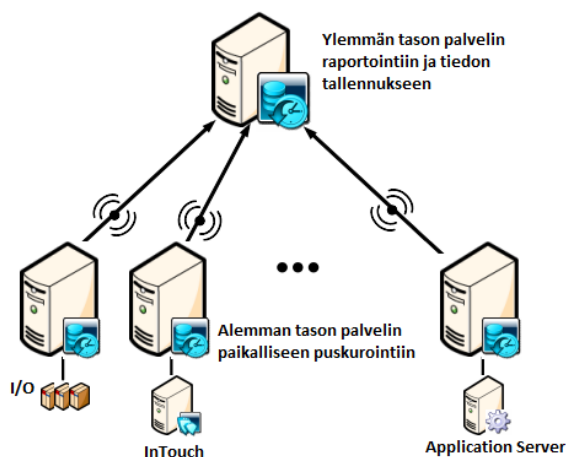 Ylemmän tason palvelin
raportointiin ja tiedon
tallennukseen
Alemman tason palvelin
paikalliseen puskurointiin
I/O
InTouch
Application Server